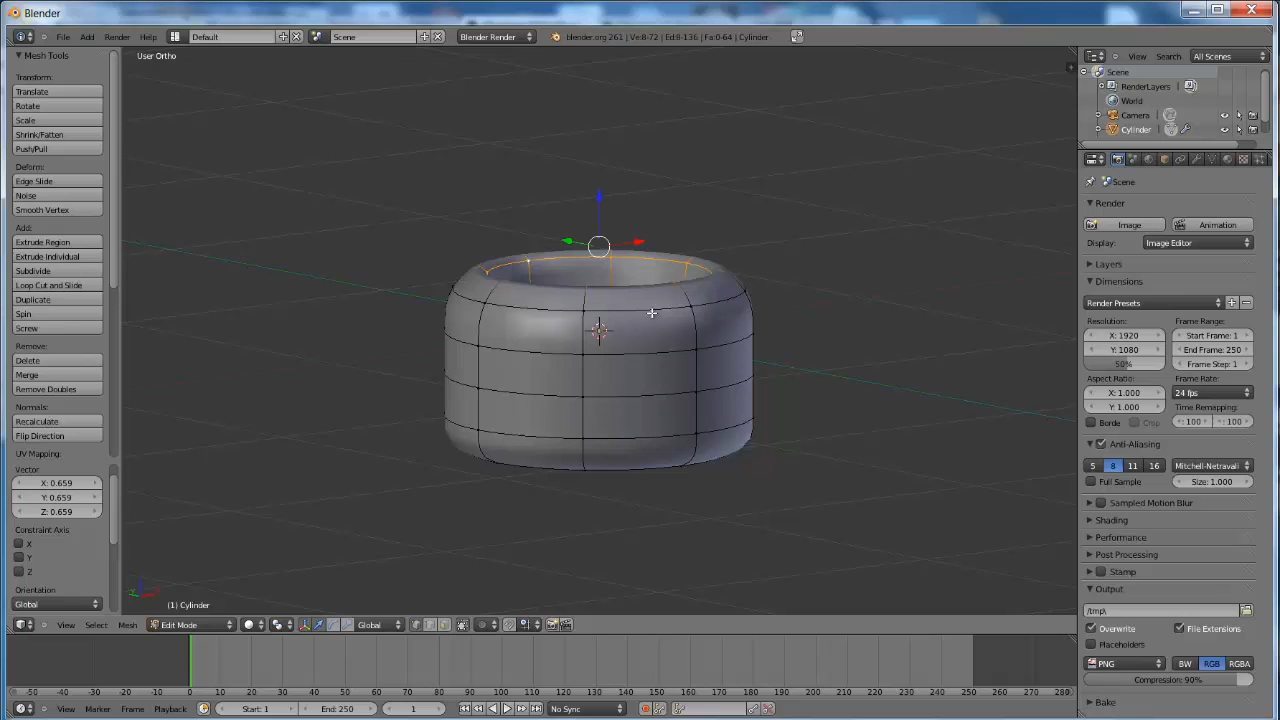 Blender
File Add Render Help Default Scene Blender Render blender.org 261 | Ve:8-72 | Ed:8-136 | Fa:0-64 | Cylinder
Mesh Tools
Transform:
Translate
Rotate
Scale
Shrink/Fatten
Push/Pull
Deform:
Edge Slide
Noise
Smooth Vertex
Add:
Extrude Region
Extrude Individual
Subdivide
Loop Cut and Slide
Duplicate
Spin
Screw
Remove:
Delete
Merge
Remove Doubles
Normals:
Recalculate
Flip Direction
UV Mapping:
Vector
X: 0.659
Y: 0.659
Z: 0.659
Constraint Axis
X
Y
Z
Orientation
Global
User Ortho
(1) Cylinder
View Select Mesh Edit Mode Global
-50 -40 -30 -20 -10 0 10 20 30 40 50 60 70 80 90 100 110 120 130 140 150 160 170 180 190 200 210 220 230 240 250 260 270 280
View Marker Frame Playback Start: 1 End: 250 1 No Sync
View Search All Scenes
Scene
RenderLayers |
World
Camera
Cylinder
Scene
Render
Image Animation
Display: Image Editor
Layers
Dimensions
Render Presets
Resolution: Frame Range:
X: 1920 Start Frame: 1
Y: 1080 End Frame: 250
50% Frame Step: 1
Aspect Ratio: Frame Rate:
X: 1.000 24 fps
Y: 1.000 Time Remapping:
Borde Crop : 100 : 100
Anti-Aliasing
5 8 11 16 Mitchell-Netravali
Full Sample Size: 1.000
Sampled Motion Blur
Shading
Performance
Post Processing
Stamp
Output
/tmp\
Overwrite File Extensions
Placeholders
PNG BW RGB RGBA
Compression: 90%
Bake